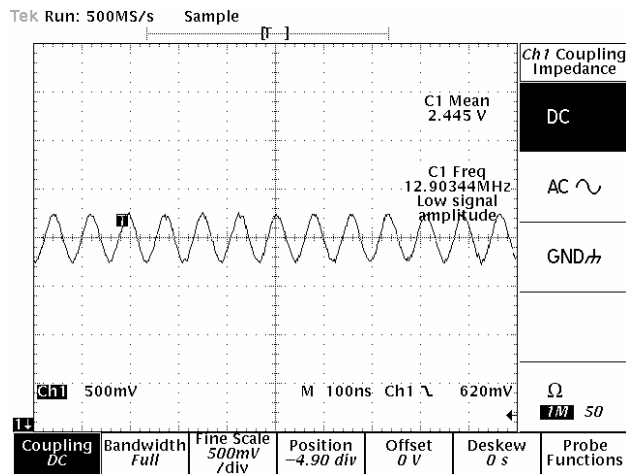 Tek Run: 500MS/s Sample
[T ]
C1 Mean
2.445 V
C1 Freq
12.90344MHz
Low signal
amplitude
T
Ch1 500mV M 100ns Ch1 620mV
1
Ch1 Coupling
Impedance
DC
AC
GND
Ω
1M 50
Coupling
DC
Bandwidth
Full
Fine Scale
500mV
/div
Position
−4.90 div
Offset
0 V
Deskew
0 s
Probe
Functions